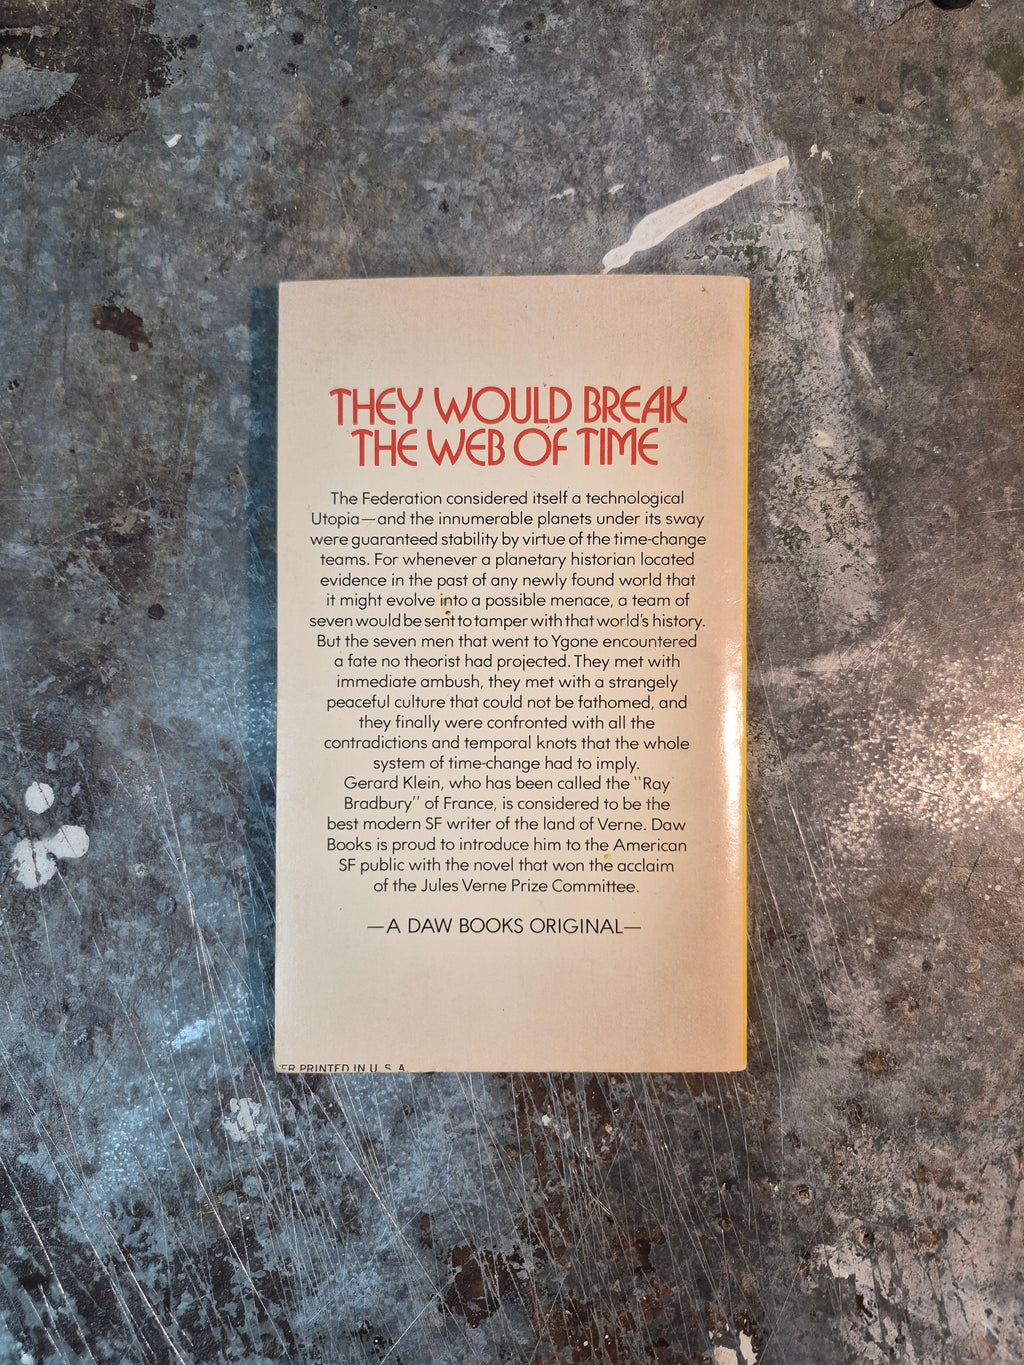 THEY WOULD BREAK
THE WEB OF TIME
The Federation considered itself a technological
Utopia—and the innumerable planets under its sway
were guaranteed stability by virtue of the time-change
teams. For whenever a planetary historian located
evidence in the past of any newly found world that
it might evolve into a possible menace, a team of
seven would be sent to tamper with that world's history.
But the seven men that went to Ygone encountered
a fate no theorist had projected. They met with
immediate ambush, they met with a strangely
peaceful culture that could not be fathomed, and
they finally were confronted with all the
contradictions and temporal knots that the whole
system of time-change had to imply.
Gerard Klein, who has been called the "Ray
Bradbury" of France, is considered to be the
best modern SF writer of the land of Verne. Daw
Books is proud to introduce him to the American
SF public with the novel that won the acclaim
of the Jules Verne Prize Committee.
—A DAW BOOKS ORIGINAL—
ER PRINTED IN U. S. A.